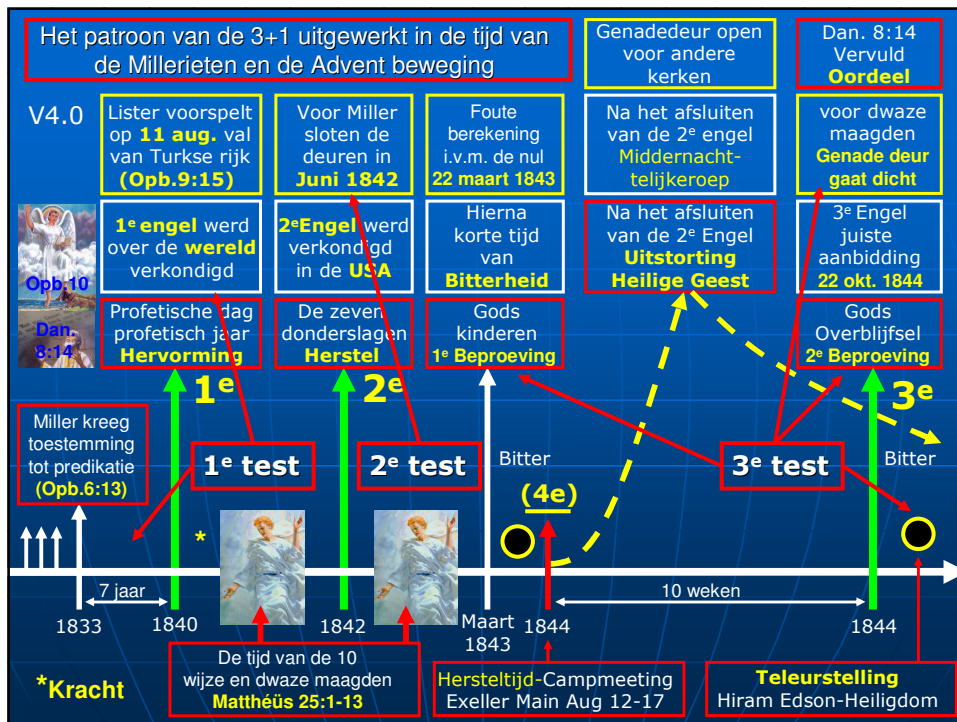 Het patroon van de 3+1 uitgewerkt in de tijd van
de Millerieten en de Advent beweging
Genadedeur open
voor andere
kerken
Dan. 8:14
Vervuld
Oordeel
V4.0
Lister voorspelt
op 11 aug. val
van Turkse rijk
(Opb.9:15)
Voor Miller
sloten de
deuren in
Juni 1842
Foute
berekening
i.v.m. de nul
22 maart 1843
Na het afsluiten
van de 2e engel
Middernacht-
telijkeroep
voor dwaze
maagden
Genade deur
gaat dicht
Opb.10
1e engel werd
over de wereld
verkondigd
2eEngel werd
verkondigd
in de USA
Hierna
korte tijd
van
Bitterheid
Na het afsluiten
van de 2e Engel
Uitstorting
Heilige Geest
3e Engel
juiste
aanbidding
22 okt. 1844
Dan.
8:14
Profetische dag
profetisch jaar
Hervorming
De zeven
donderslagen
Herstel
Gods
kinderen
1e Beproeving
Gods
Overblijfsel
2e Beproeving
1e
2e
3e
Miller kreeg
toestemming
tot predikatie
(Opb.6:13)
1e test
2e test
Bitter
3e test
Bitter
(4e)
*
7 jaar
10 weken
1833
1840
1842
Maart
1843
1844
1844
*Kracht
De tijd van de 10
wijze en dwaze maagden
Matthéüs 25:1-13
Hersteltijd-Campmeeting
Exeller Main Aug 12-17
Teleurstelling
Hiram Edson-Heiligdom